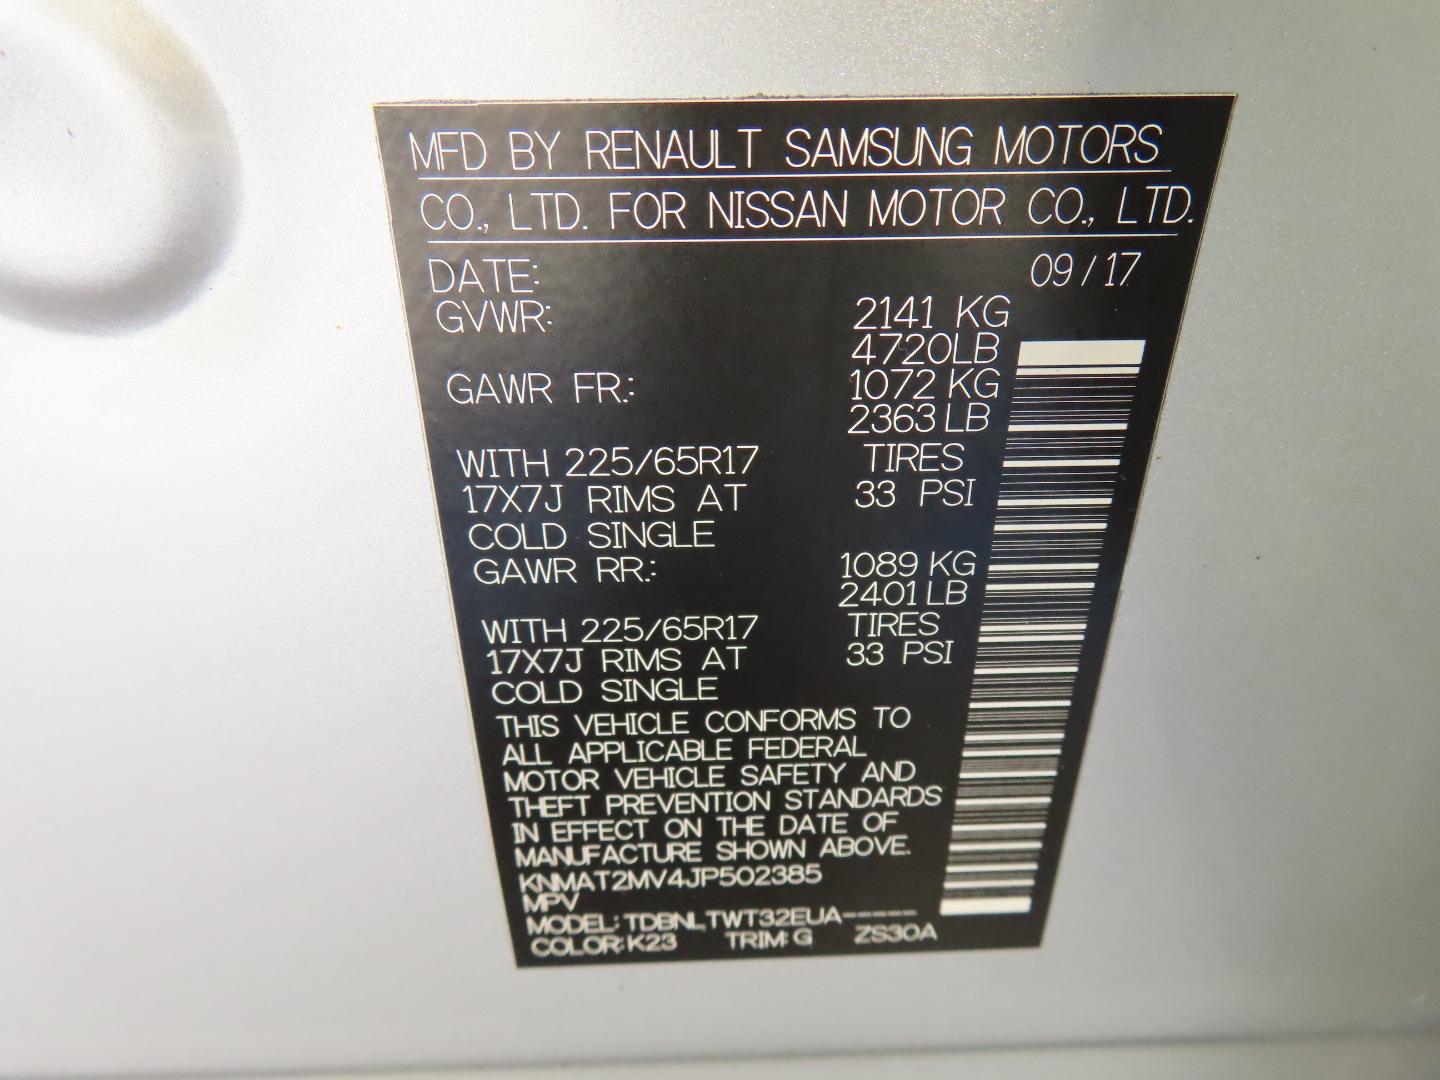 MFD BY RENAULT SAMSUNG MOTORS
CO., LTD. FOR NISSAN MOTOR CO., LTD.
DATE: 09/17
GVWR: 2141 KG
4720LB
GAWR FR.: 1072 KG
2363 LB
WITH 225/65R17 TIRES
17X7J RIMS AT 33 PSI
COLD SINGLE
GAWR RR.: 1089 KG
2401 LB
WITH 225/65R17 TIRES
17X7J RIMS AT 33 PSI
COLD SINGLE
THIS VEHICLE CONFORMS TO
ALL APPLICABLE FEDERAL
MOTOR VEHICLE SAFETY AND
THEFT PREVENTION STANDARDS
IN EFFECT ON THE DATE OF
MANUFACTURE SHOWN ABOVE.
KNMAT2MV4JP502385
MPV
MODEL: TDBNLTWT32EUA-----
COLOR:K23 TRIM:G ZS30A